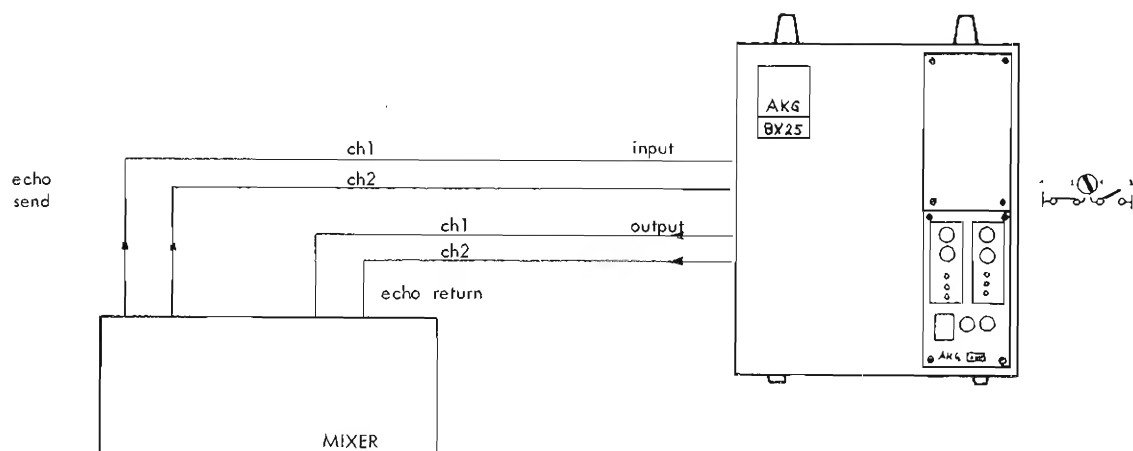 AKG
BX25
ch1 input
echo
send
ch2
ch1 output
ch2
echo return
AKG
MIXER